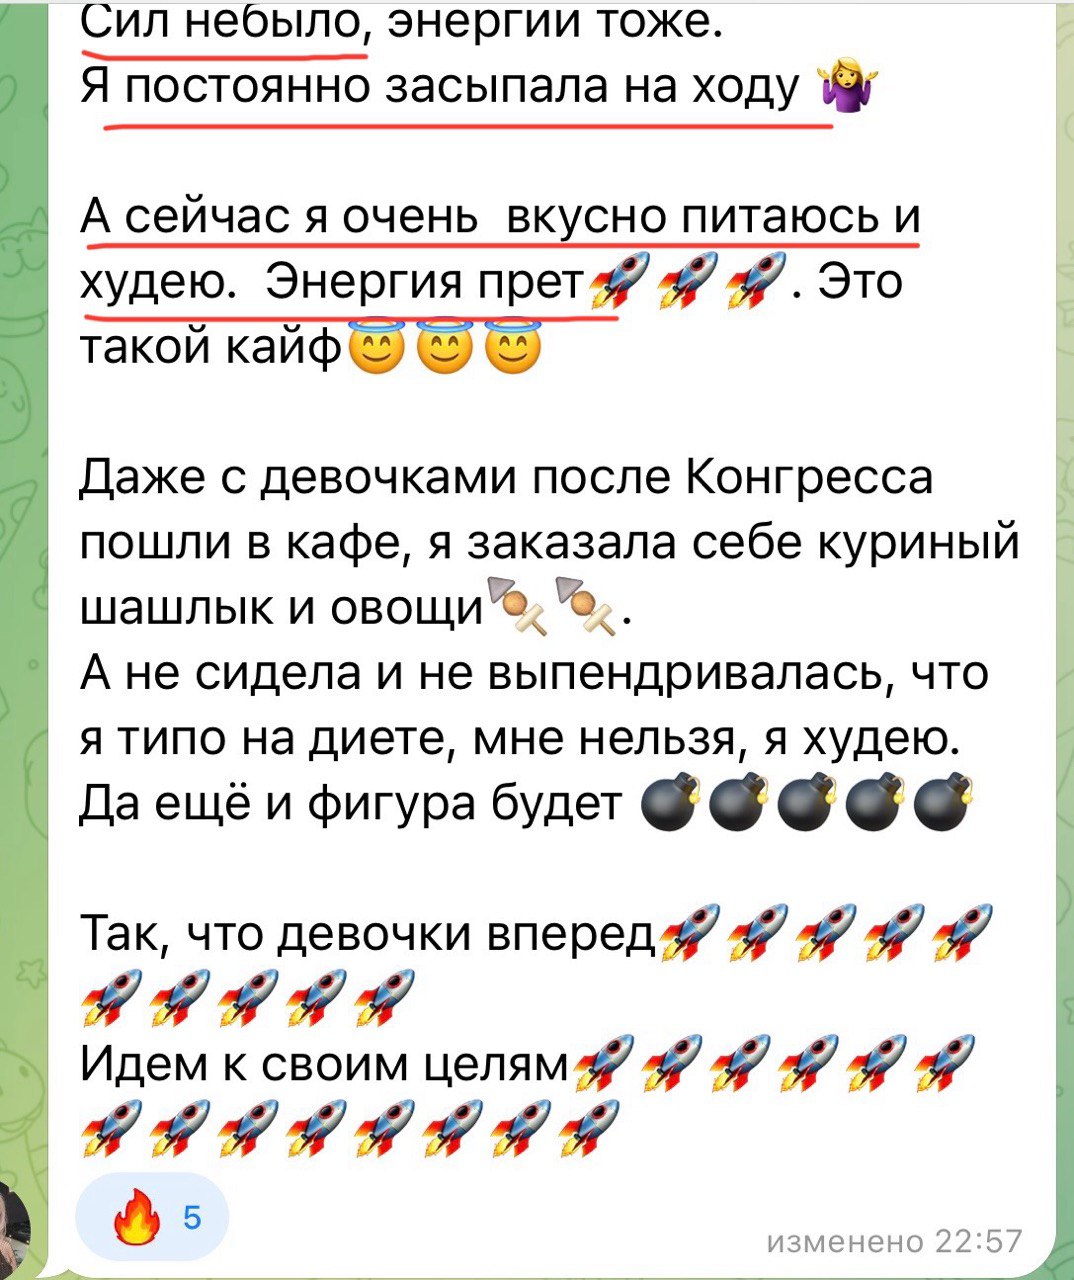 Сил небыло, энергии тоже.
Я постоянно засыпала на ходу 🤷‍♀️
А сейчас я очень  вкусно питаюсь и
худею.  Энергия прет🚀🚀🚀. Это
такой кайф😇😇😇
Даже с девочками после Конгресса
пошли в кафе, я заказала себе куриный
шашлык и овощи🍢🍢.
А не сидела и не выпендривалась, что
я типо на диете, мне нельзя, я худею.
Да ещё и фигура будет 💣💣💣💣💣
Так, что девочки вперед🚀🚀🚀🚀🚀
🚀🚀🚀🚀🚀
Идем к своим целям🚀🚀🚀🚀🚀🚀
🚀🚀🚀🚀🚀🚀🚀🚀
🔥 5
изменено 22:57